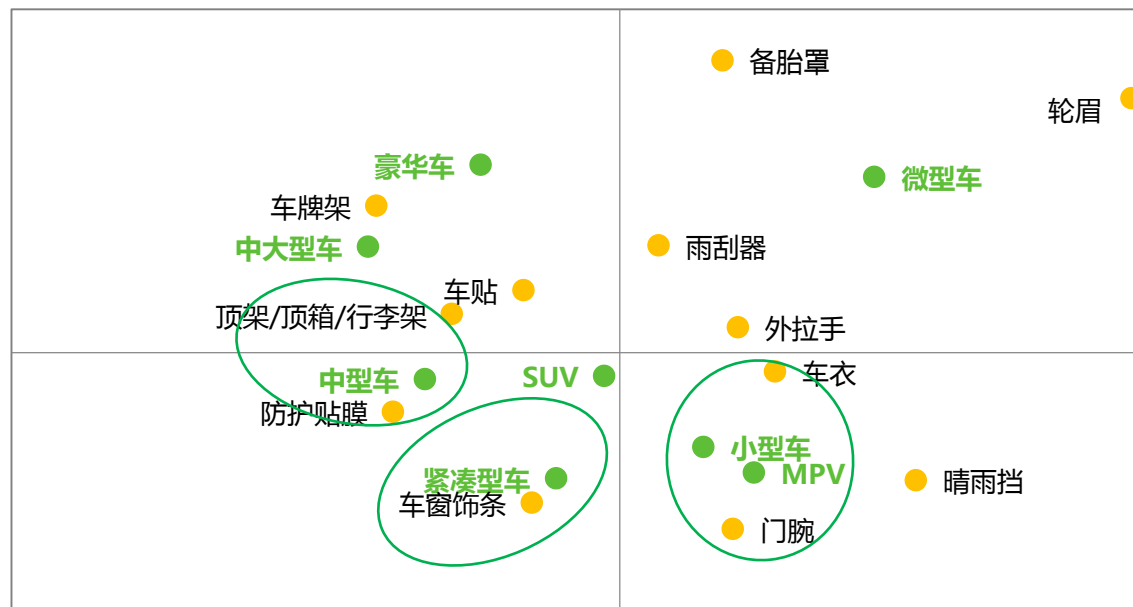 备胎罩
轮眉
豪华车
微型车
车牌架
中大型车
雨刮器
车贴
顶架/顶箱/行李架
外拉手
中型车
SUV
车衣
防护贴膜
小型车
紧凑型车
MPV
晴雨挡
车窗饰条
门腕